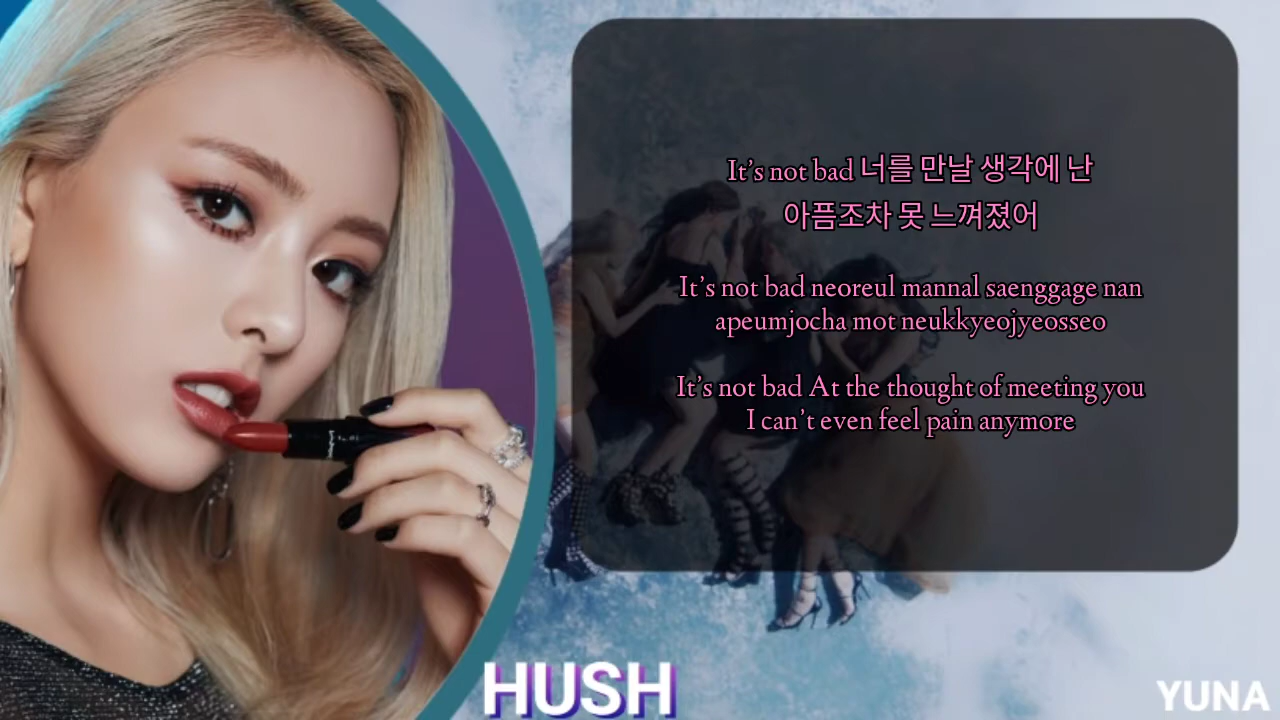 It's not bad 너를 만날 생각에 난
아픔조차 못 느껴졌어
It's not bad neoreul mannal saenggage nan
apeumjocha mot neukkyeojyeosseo
It's not bad At the thought of meeting you
I can't even feel pain anymore
HUSH
YUNA